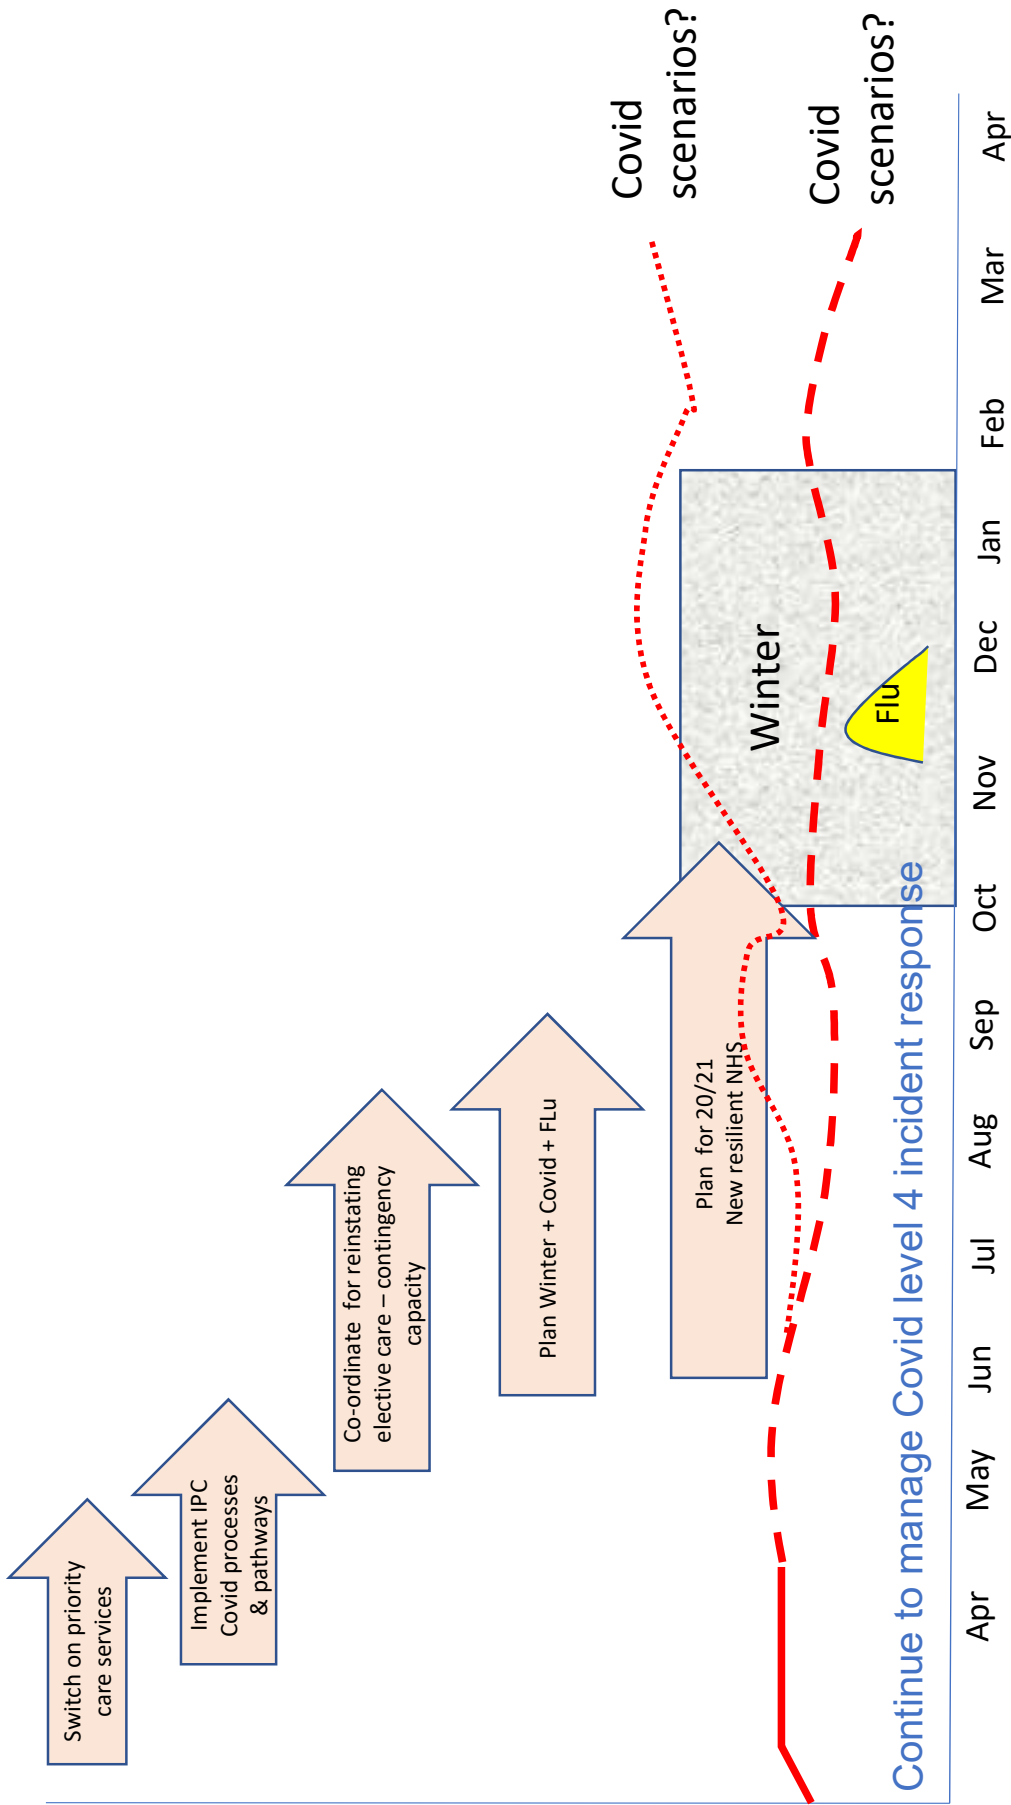 Switch on priority
care services
Implement IPC
Covid processes
& pathways
Co-ordinate for reinstating
elective care – contingency
capacity
Plan Winter + Covid + FLu
Plan for 20/21
New resilient NHS
Covid
scenarios?
Winter
Covid
scenarios?
Flu
Continue to manage Covid level 4 incident response
Apr May Jun Jul Aug Sep Oct Nov Dec Jan Feb Mar Apr